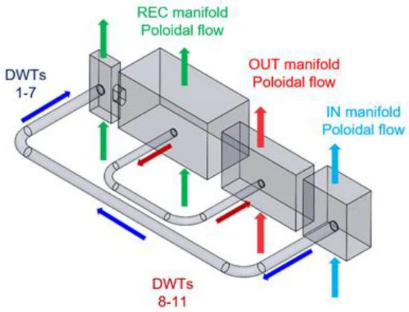 REC manifold
Poloidal flow
OUT manifold
Poloidal flow
DWTs
1-7
IN manifold
Poloidal flow
DWTs
8-11